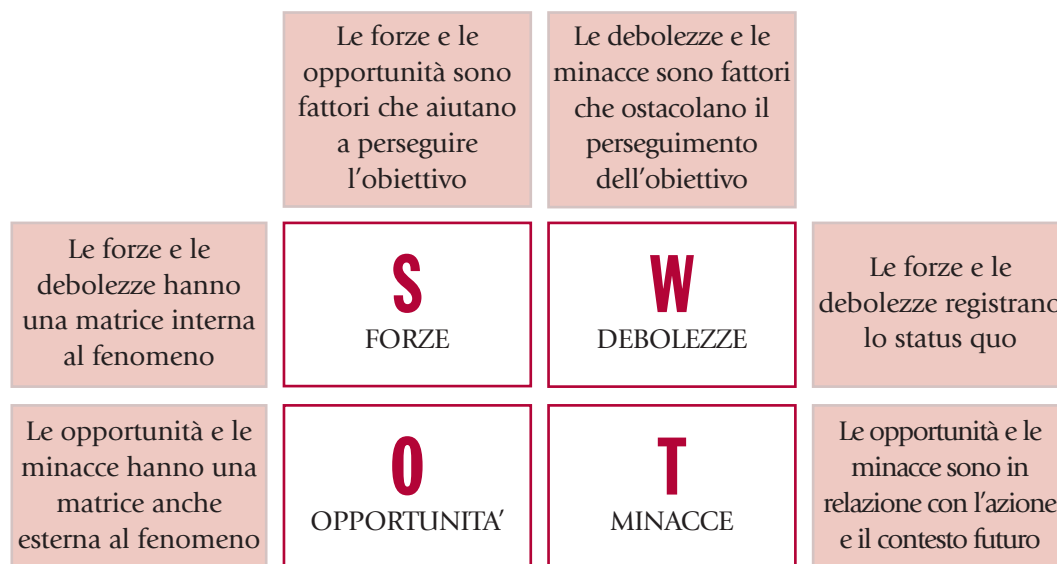 Le forze e le
opportunità sono
fattori che aiutano
a perseguire
l'obiettivo
Le debolezze e le
minacce sono fattori
che ostacolano il
perseguimento
dell'obiettivo
Le forze e le
debolezze hanno
una matrice interna
al fenomeno
S
FORZE
W
DEBOLEZZE
Le forze e le
debolezze registrano
lo status quo
Le opportunità e le
minacce hanno una
matrice anche
esterna al fenomeno
O
OPPORTUNITA'
T
MINACCE
Le opportunità e le
minacce sono in
relazione con l'azione
e il contesto futuro